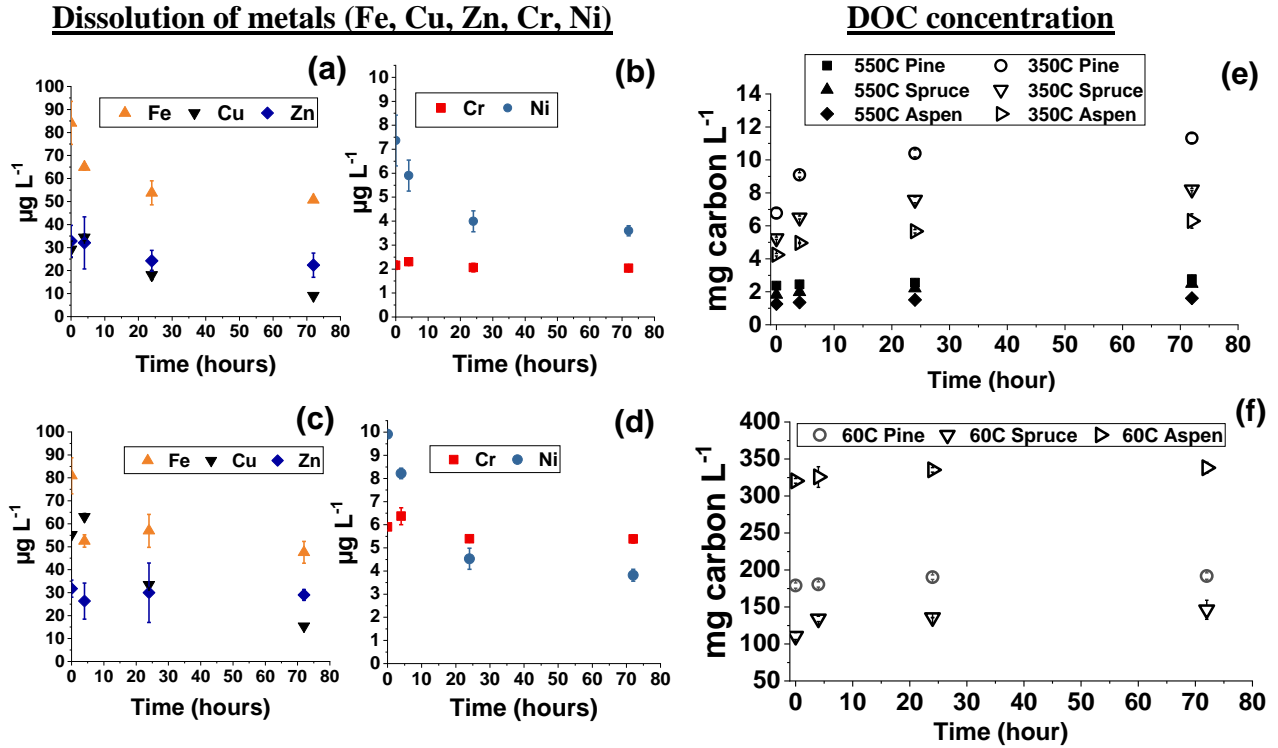 Dissolution of metals (Fe, Cu, Zn, Cr, Ni)
(a)
Fe Cu Zn
µg L-1
100
90
80
70
60
50
40
30
20
10
0
0 10 20 30 40 50 60 70 80
Time (hours)
(b)
Cr Ni
µg L-1
10
9
8
7
6
5
4
3
2
1
0
0 10 20 30 40 50 60 70 80
Time (hours)
(c)
Fe Cu Zn
µg L-1
100
90
80
70
60
50
40
30
20
10
0
0 10 20 30 40 50 60 70 80
Time (hours)
(d)
Cr Ni
µg L-1
10
9
8
7
6
5
4
3
2
1
0
0 10 20 30 40 50 60 70 80
Time (hours)
DOC concentration
(e)
550C Pine 350C Pine
550C Spruce 350C Spruce
550C Aspen 350C Aspen
mg carbon L-1
14
12
10
8
6
4
2
0
0 10 20 30 40 50 60 70 80
Time (hour)
(f)
60C Pine 60C Spruce 60C Aspen
mg carbon L-1
400
350
300
250
200
150
100
50
0 10 20 30 40 50 60 70 80
Time (hour)